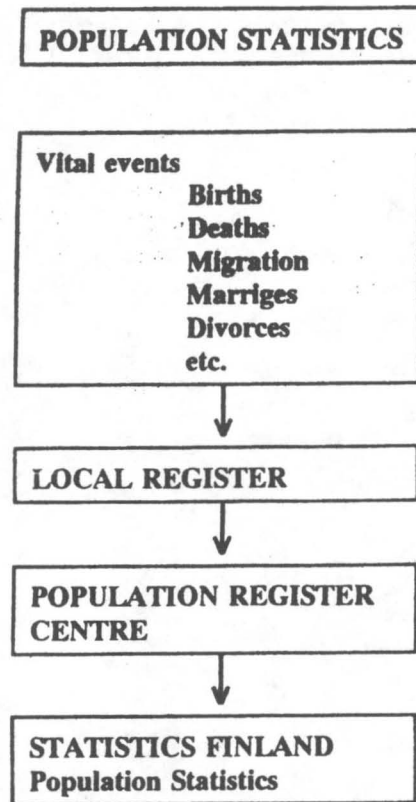 POPULATION STATISTICS
Vital events
Births
Deaths
Migration
Marriges
Divorces
etc.
LOCAL REGISTER
POPULATION REGISTER
CENTRE
STATISTICS FINLAND
Population Statistics